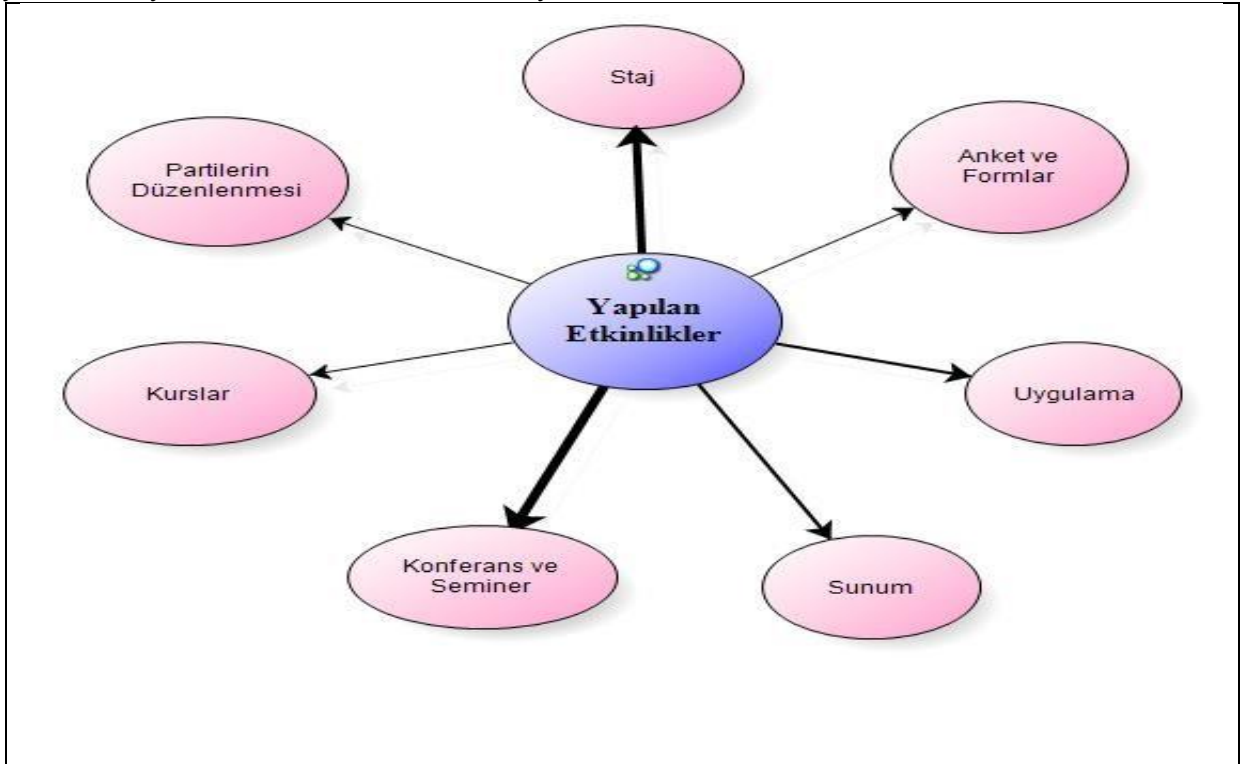 Staj
Partilerin
Düzenlenmesi
Anket ve
Formlar
Yapılan
Etkinlikler
Kurslar
Uygulama
Konferans ve
Seminer
Sunum